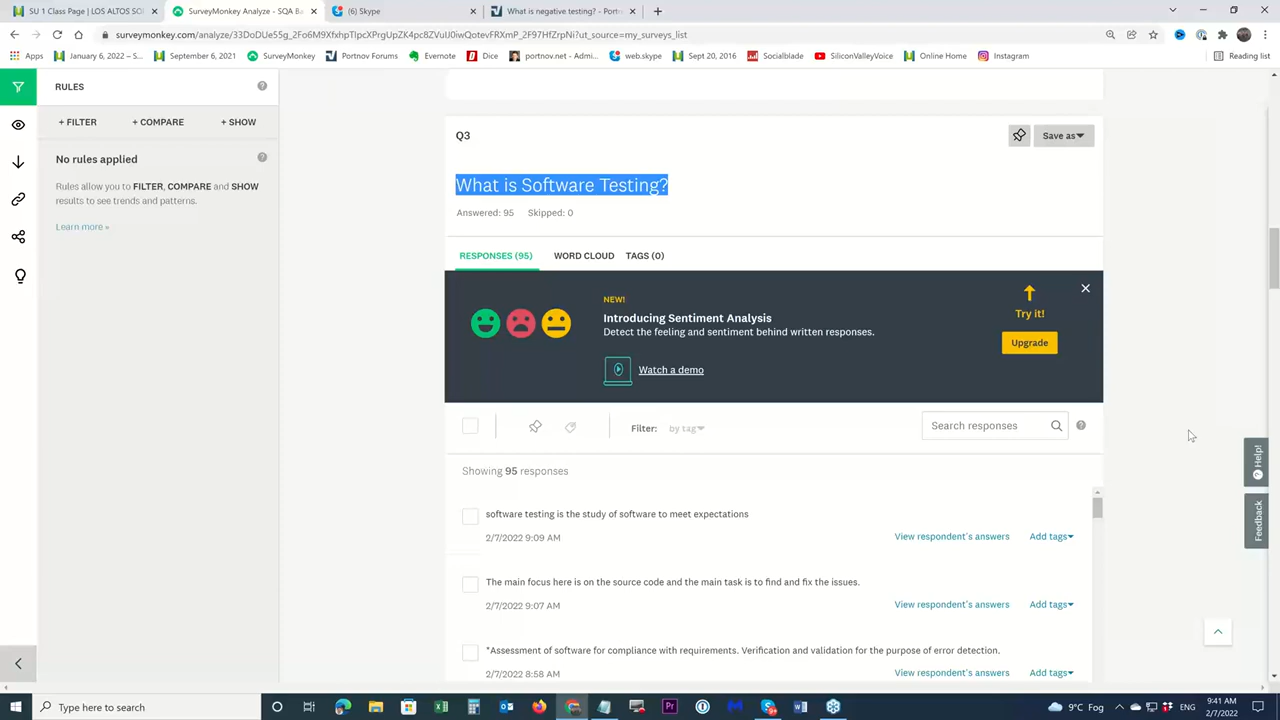 SU 1 Class Page | LOS ALTOS SO
SurveyMonkey Analyze - SQA B
(6) Skype
What is negative testing? - Port
surveymonkey.com/analyze/33DoDUe55g_2Fo6M9XfxhpTlpcXPrgUpZK4pc8ZVuIJ0iwQotevFRXmP_2F97HfZrpNi?ut_source=my_surveys_list
Apps
January 6, 2022 – S...
September 6, 2021
SurveyMonkey
Portnov Forums
Evernote
Dice
portnov.net - Admi...
web.skype
Sept 20, 2016
Socialblade
SiliconValleyVoice
Online Home
Instagram
Reading list
RULES
+ FILTER
+ COMPARE
+ SHOW
No rules applied
Rules allow you to FILTER, COMPARE and SHOW
results to see trends and patterns.
Learn more »
Q3
Save as
What is Software Testing?
Answered: 95
Skipped: 0
RESPONSES (95)
WORD CLOUD
TAGS (0)
NEW!
Introducing Sentiment Analysis
Detect the feeling and sentiment behind written responses.
Watch a demo
Try it!
Upgrade
Filter:
by tag
Search responses
Showing 95 responses
software testing is the study of software to meet expectations
2/7/2022 9:09 AM
View respondent's answers
Add tags
The main focus here is on the source code and the main task is to find and fix the issues.
2/7/2022 9:07 AM
View respondent's answers
Add tags
*Assessment of software for compliance with requirements. Verification and validation for the purpose of error detection.
2/7/2022 8:58 AM
View respondent's answers
Add tags
Help!
Feedback
Type here to search
9°C Fog
9:41 AM
2/7/2022